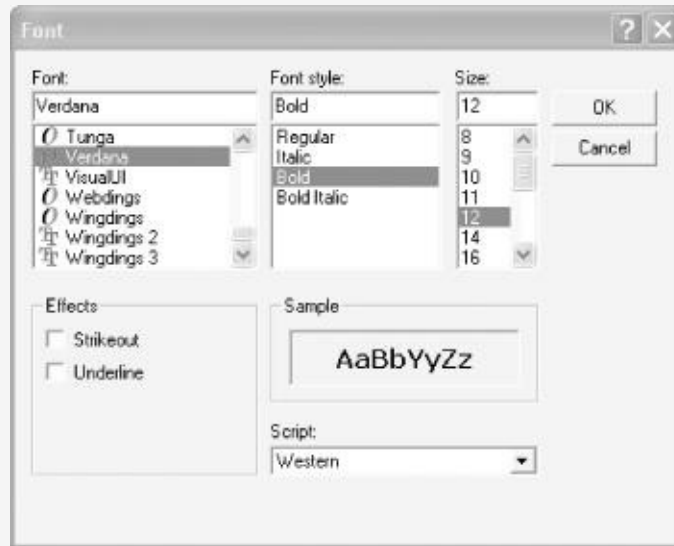 Font
Font:
Verdana
Tunga
Verdana
VisualUI
Webdings
Wingdings
Wingdings 2
Wingdings 3
Font style:
Bold
Regular
Italic
Bold
Bold Italic
Size:
12
8
9
10
11
12
14
16
OK
Cancel
Effects
Strikeout
Underline
Sample
AaBbYyZz
Script:
Western